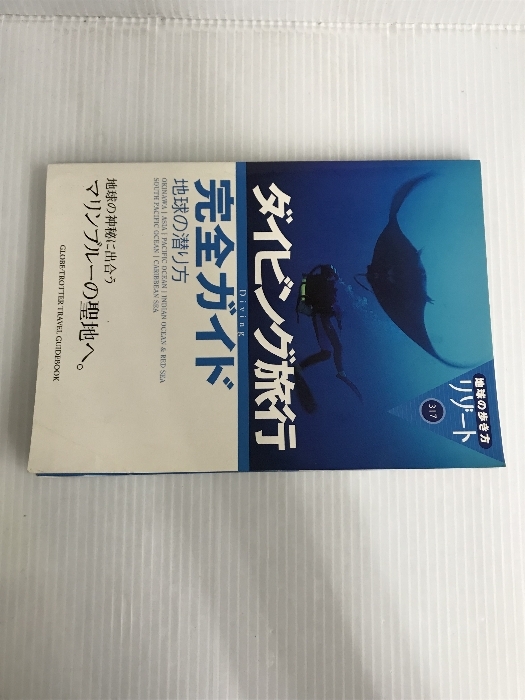 地球の歩き方
リゾート
317
ダイビング旅行
Diving
完全ガイド
地球の潜り方
OKINAWA | ASIA | PACIFIC OCEAN | INDIAN OCEAN & RED SEA
SOUTH PACIFIC OCEAN | CARIBBEAN SEA
地球の神秘に出合う
マリンブルーの聖地へ。
GLOBE-TROTTER TRAVEL GUIDEBOOK